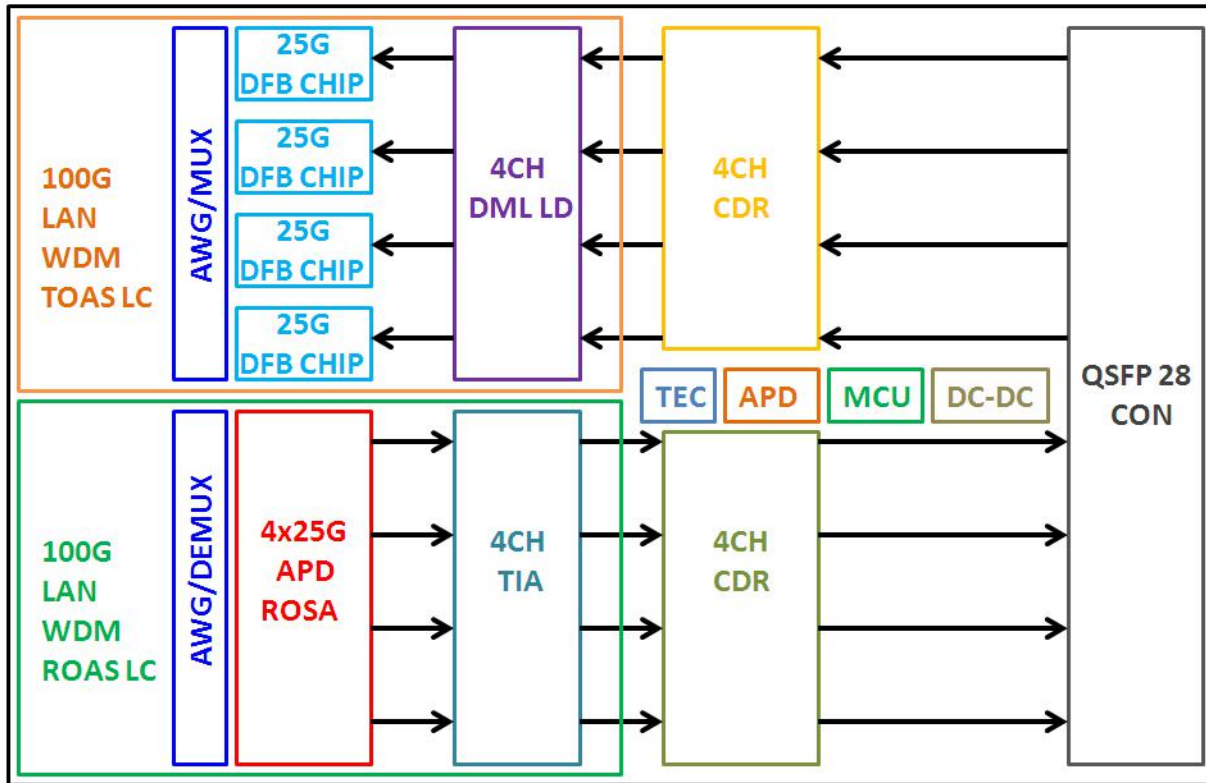 100G
LAN
WDM
TOAS LC
AWG/MUX
25G
DFB CHIP
25G
DFB CHIP
25G
DFB CHIP
25G
DFB CHIP
4CH
DML LD
4CH
CDR
QSFP 28
CON
TEC
APD
MCU
DC-DC
100G
LAN
WDM
ROAS LC
AWG/DEMUX
4x25G
APD
ROSA
4CH
TIA
4CH
CDR